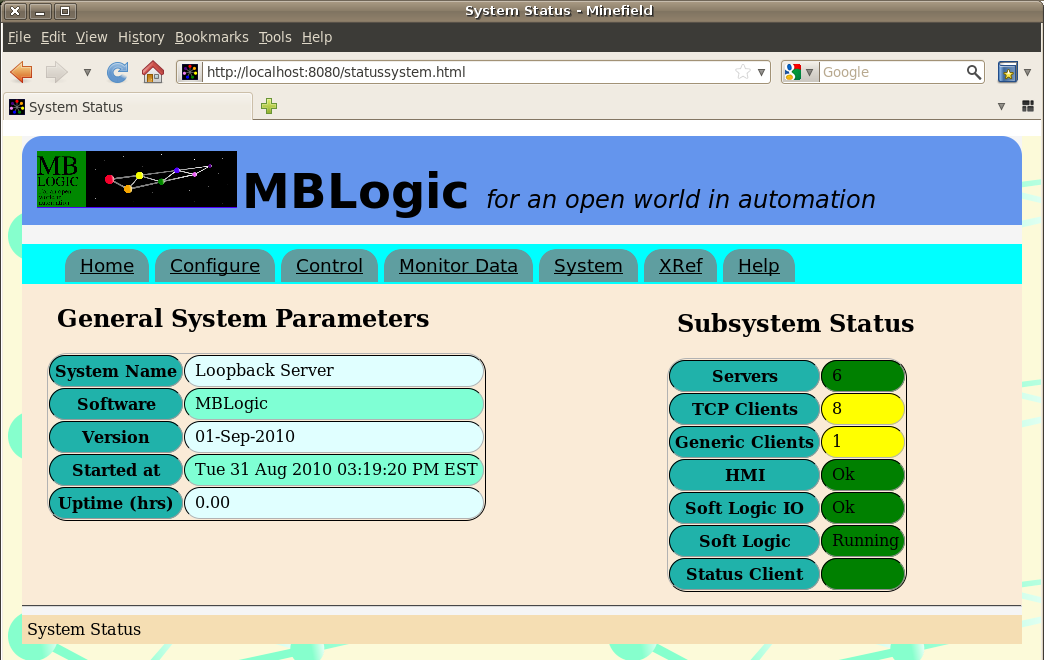 System Status - Minefield
File Edit View History Bookmarks Tools Help
http://localhost:8080/statussystem.html
Google
System Status
MB
LOGIC
MBLogic for an open world in automation
Home Configure Control Monitor Data System XRef Help
General System Parameters
System Name Loopback Server
Software MBLogic
Version 01-Sep-2010
Started at Tue 31 Aug 2010 03:19:20 PM EST
Uptime (hrs) 0.00
Subsystem Status
Servers 6
TCP Clients 8
Generic Clients 1
HMI Ok
Soft Logic IO Ok
Soft Logic Running
Status Client
System Status